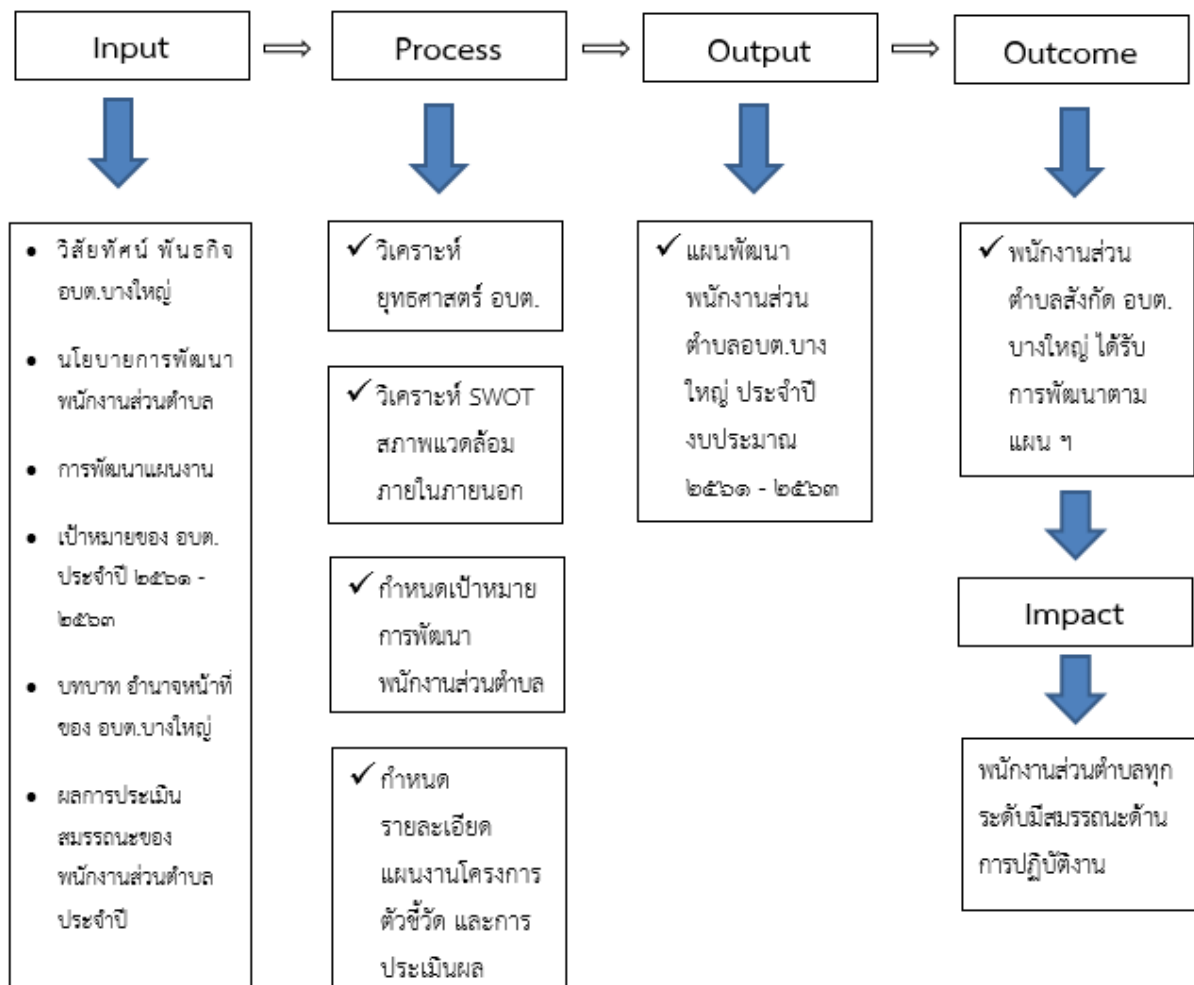 Input
Process
Output
Outcome
วิสัยทัศน์ พันธกิจ
อบต.บางใหญ่
นโยบายการพัฒนา
พนักงานส่วนตำบล
การพัฒนาแผนงาน
เป้าหมายของ อบต.
ประจำปี ๒๕๖๑ -
๒๕๖๓
บทบาท อำนาจหน้าที่
ของ อบต.บางใหญ่
ผลการประเมิน
สมรรถนะของ
พนักงานส่วนตำบล
ประจำปี
วิเคราะห์
ยุทธศาสตร์ อบต.
วิเคราะห์ SWOT
สภาพแวดล้อม
ภายในภายนอก
กำหนดเป้าหมาย
การพัฒนา
พนักงานส่วนตำบล
กำหนด
รายละเอียด
แผนงานโครงการ
ตัวชี้วัด และการ
ประเมินผล
แผนพัฒนา
พนักงานส่วน
ตำบลอบต.บาง
ใหญ่ ประจำปี
งบประมาณ
๒๕๖๑ - ๒๕๖๓
พนักงานส่วน
ตำบลสังกัด อบต.
บางใหญ่ ได้รับ
การพัฒนาตาม
แผน ฯ
Impact
พนักงานส่วนตำบลทุก
ระดับมีสมรรถนะด้าน
การปฏิบัติงาน